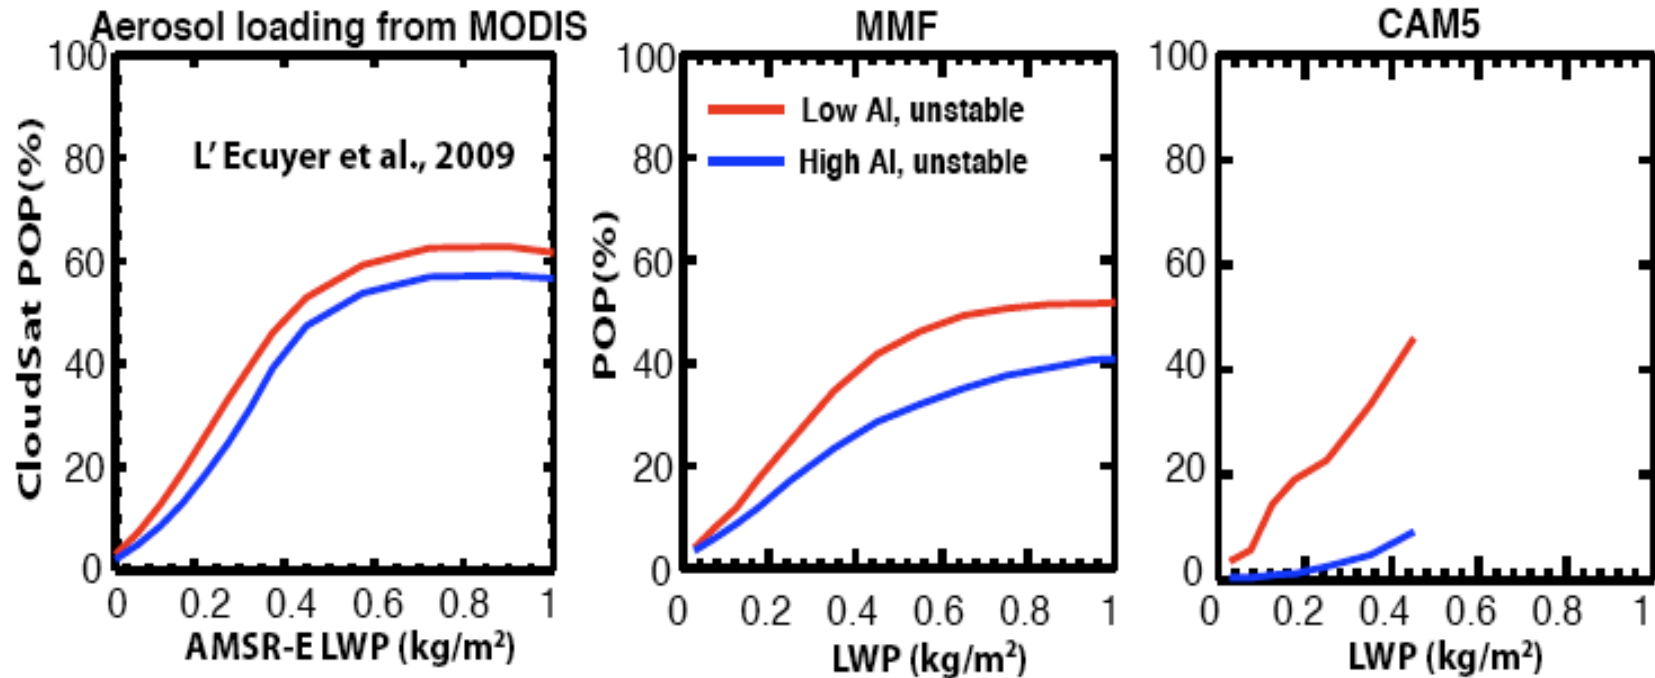 Aerosol loading from MODIS
CloudSat POP(%)
100
80
60
40
20
0
L' Ecuyer et al., 2009
0 0.2 0.4 0.6 0.8 1
AMSR-E LWP (kg/m²)
MMF
POP(%)
100
80
60
40
20
0
Low AI, unstable
High AI, unstable
0 0.2 0.4 0.6 0.8 1
LWP (kg/m²)
CAM5
100
80
60
40
20
0
0 0.2 0.4 0.6 0.8 1
LWP (kg/m²)